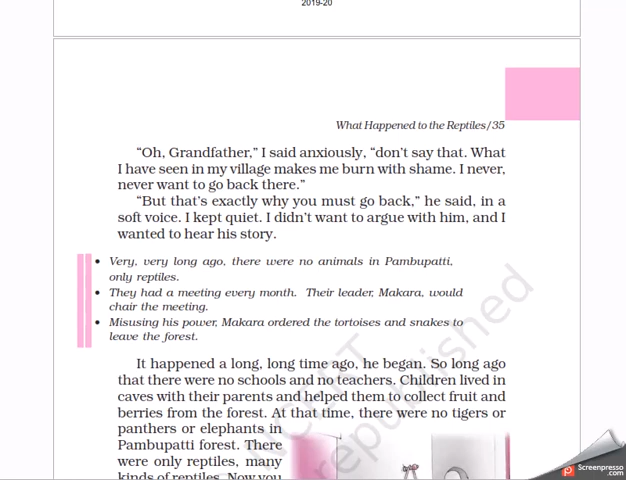 2019-20
What Happened to the Reptiles/35
“Oh, Grandfather,” I said anxiously, “don’t say that. What
I have seen in my village makes me burn with shame. I never,
never want to go back there.”
“But that’s exactly why you must go back,” he said, in a
soft voice. I kept quiet. I didn’t want to argue with him, and I
wanted to hear his story.
• Very, very long ago, there were no animals in Pambupatti,
only reptiles.
• They had a meeting every month. Their leader, Makara, would
chair the meeting.
• Misusing his power, Makara ordered the tortoises and snakes to
leave the forest.
It happened a long, long time ago, he began. So long ago
that there were no schools and no teachers. Children lived in
caves with their parents and helped them to collect fruit and
berries from the forest. At that time, there were no tigers or
panthers or elephants in
Pambupatti forest. There
were only reptiles, many
kinds of reptiles. Now you
NCERT
republished
Screenpresso